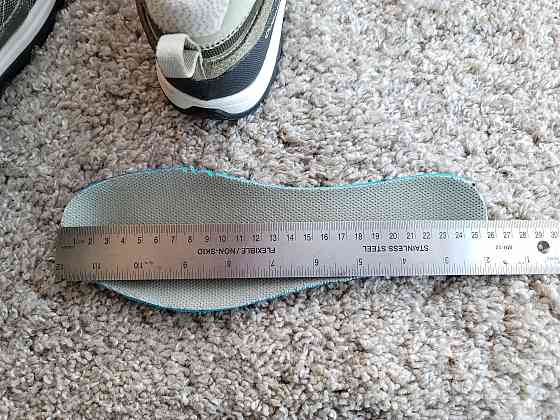 1 2 3 4 5 6 7 8 9 10 11 12 13 14 15 16 17 18 19 20 21 22 23 24 25 26 27 28 29 30
FLEXIBLE/NON-SKID STAINLESS STEEL
12 10 9 8 7 6 5 4 3 2 1